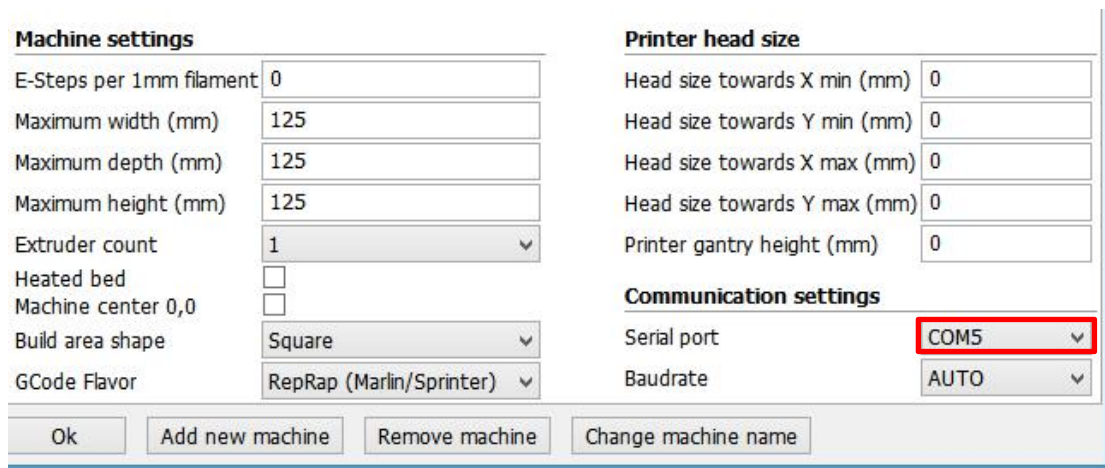 Machine settings
E-Steps per 1mm filament 0
Maximum width (mm) 125
Maximum depth (mm) 125
Maximum height (mm) 125
Extruder count 1
Heated bed
Machine center 0,0
Build area shape Square
GCode Flavor RepRap (Marlin/Sprinter)
Printer head size
Head size towards X min (mm) 0
Head size towards Y min (mm) 0
Head size towards X max (mm) 0
Head size towards Y max (mm) 0
Printer gantry height (mm) 0
Communication settings
Serial port COM5
Baudrate AUTO
Ok Add new machine Remove machine Change machine name